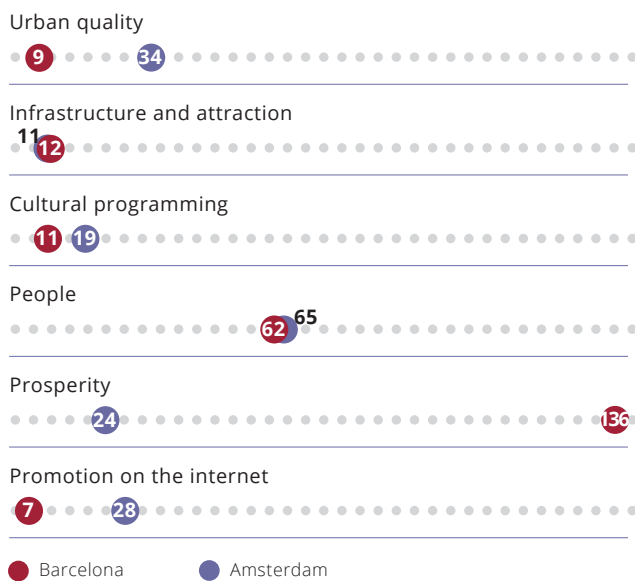 Urban quality
9 34
Infrastructure and attraction
11
12
Cultural programming
11 19
People
62 65
Prosperity
24 136
Promotion on the internet
7 28
Barcelona Amsterdam